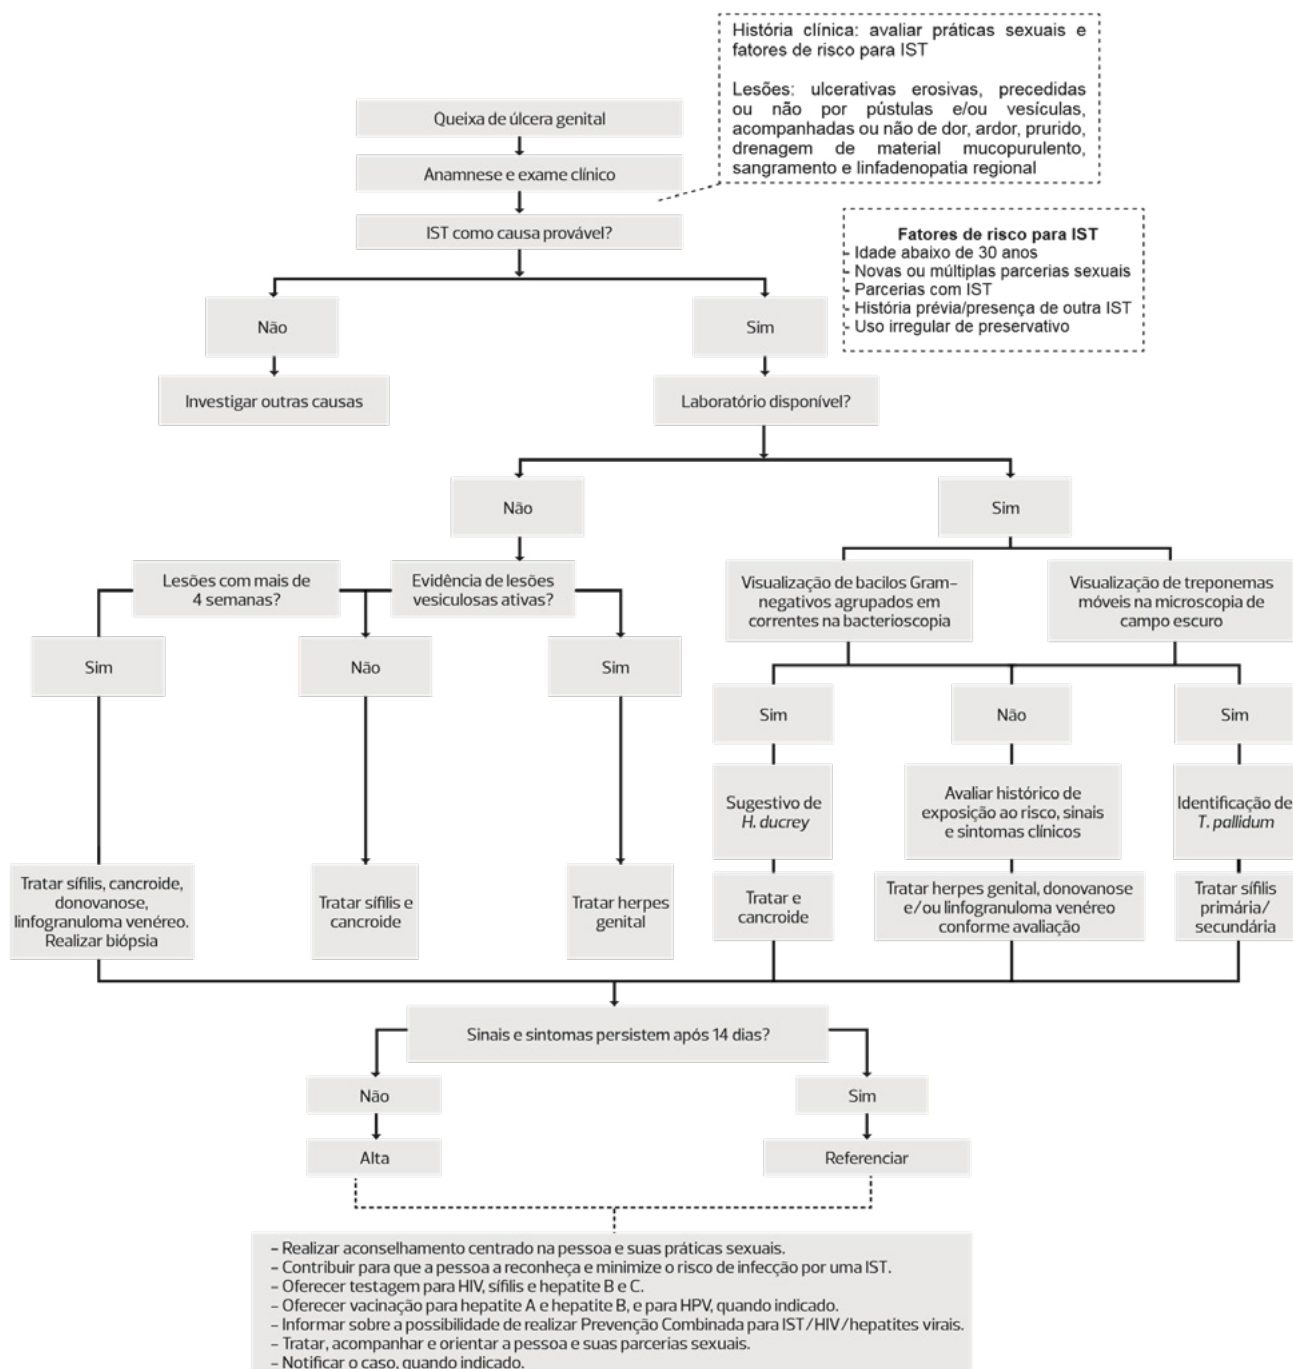 História clínica: avaliar práticas sexuais e
fatores de risco para IST
Lesões: ulcerativas erosivas, precedidas
ou não por pústulas e/ou vesículas,
acompanhadas ou não de dor, ardor, prurido,
drenagem de material mucopurulento,
sangramento e linfadenopatia regional
Queixa de úlcera genital
Anamnese e exame clínico
IST como causa provável?
Fatores de risco para IST
- Idade abaixo de 30 anos
- Novas ou múltiplas parcerias sexuais
- Parcerias com IST
- História prévia/presença de outra IST
- Uso irregular de preservativo
Não
Sim
Investigar outras causas
Laboratório disponível?
Não
Sim
Lesões com mais de
4 semanas?
Evidência de lesões
vesiculosas ativas?
Visualização de bacilos Gram-
negativos agrupados em
correntes na bacterioscopia
Visualização de treponemas
móveis na microscopia de
campo escuro
Sim
Não
Sim
Sim
Não
Sim
Sugestivo de
H. ducrey
Avaliar histórico de
exposição ao risco, sinais
e sintomas clínicos
Identificação de
T. pallidum
Tratar sífilis, cancroide,
donovanose,
linfogranuloma venéreo.
Realizar biópsia
Tratar sífilis e
cancroide
Tratar herpes
genital
Tratar e
cancroide
Tratar herpes genital, donovanose
e/ou linfogranuloma venéreo
conforme avaliação
Tratar sífilis
primária/
secundária
Sinais e sintomas persistem após 14 dias?
Não
Sim
Alta
Referenciar
- Realizar aconselhamento centrado na pessoa e suas práticas sexuais.
- Contribuir para que a pessoa a reconheça e minimize o risco de infecção por uma IST.
- Oferecer testagem para HIV, sífilis e hepatite B e C.
- Oferecer vacinação para hepatite A e hepatite B, e para HPV, quando indicado.
- Informar sobre a possibilidade de realizar Prevenção Combinada para IST/HIV/hepatites virais.
- Tratar, acompanhar e orientar a pessoa e suas parcerias sexuais.
- Notificar o caso, quando indicado.